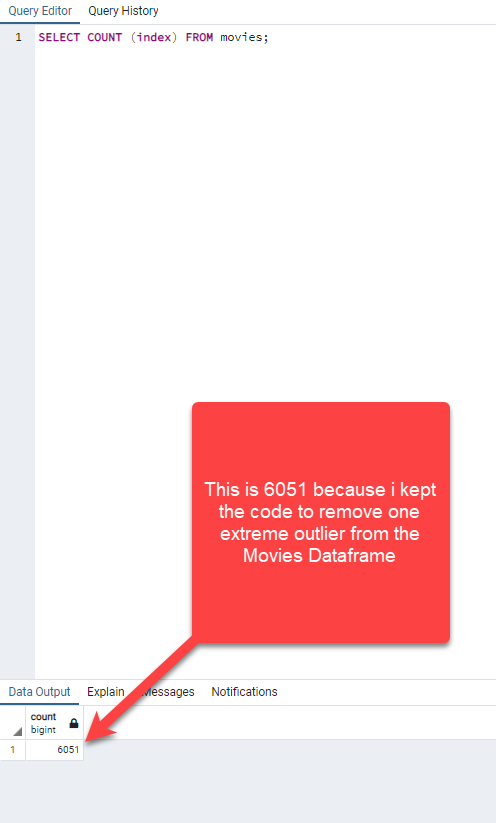 Query Editor Query History
1 SELECT COUNT (index) FROM movies;
This is 6051 because i kept
the code to remove one
extreme outlier from the
Movies Dataframe
Data Output Explain Messages Notifications
count
bigint
1 6051